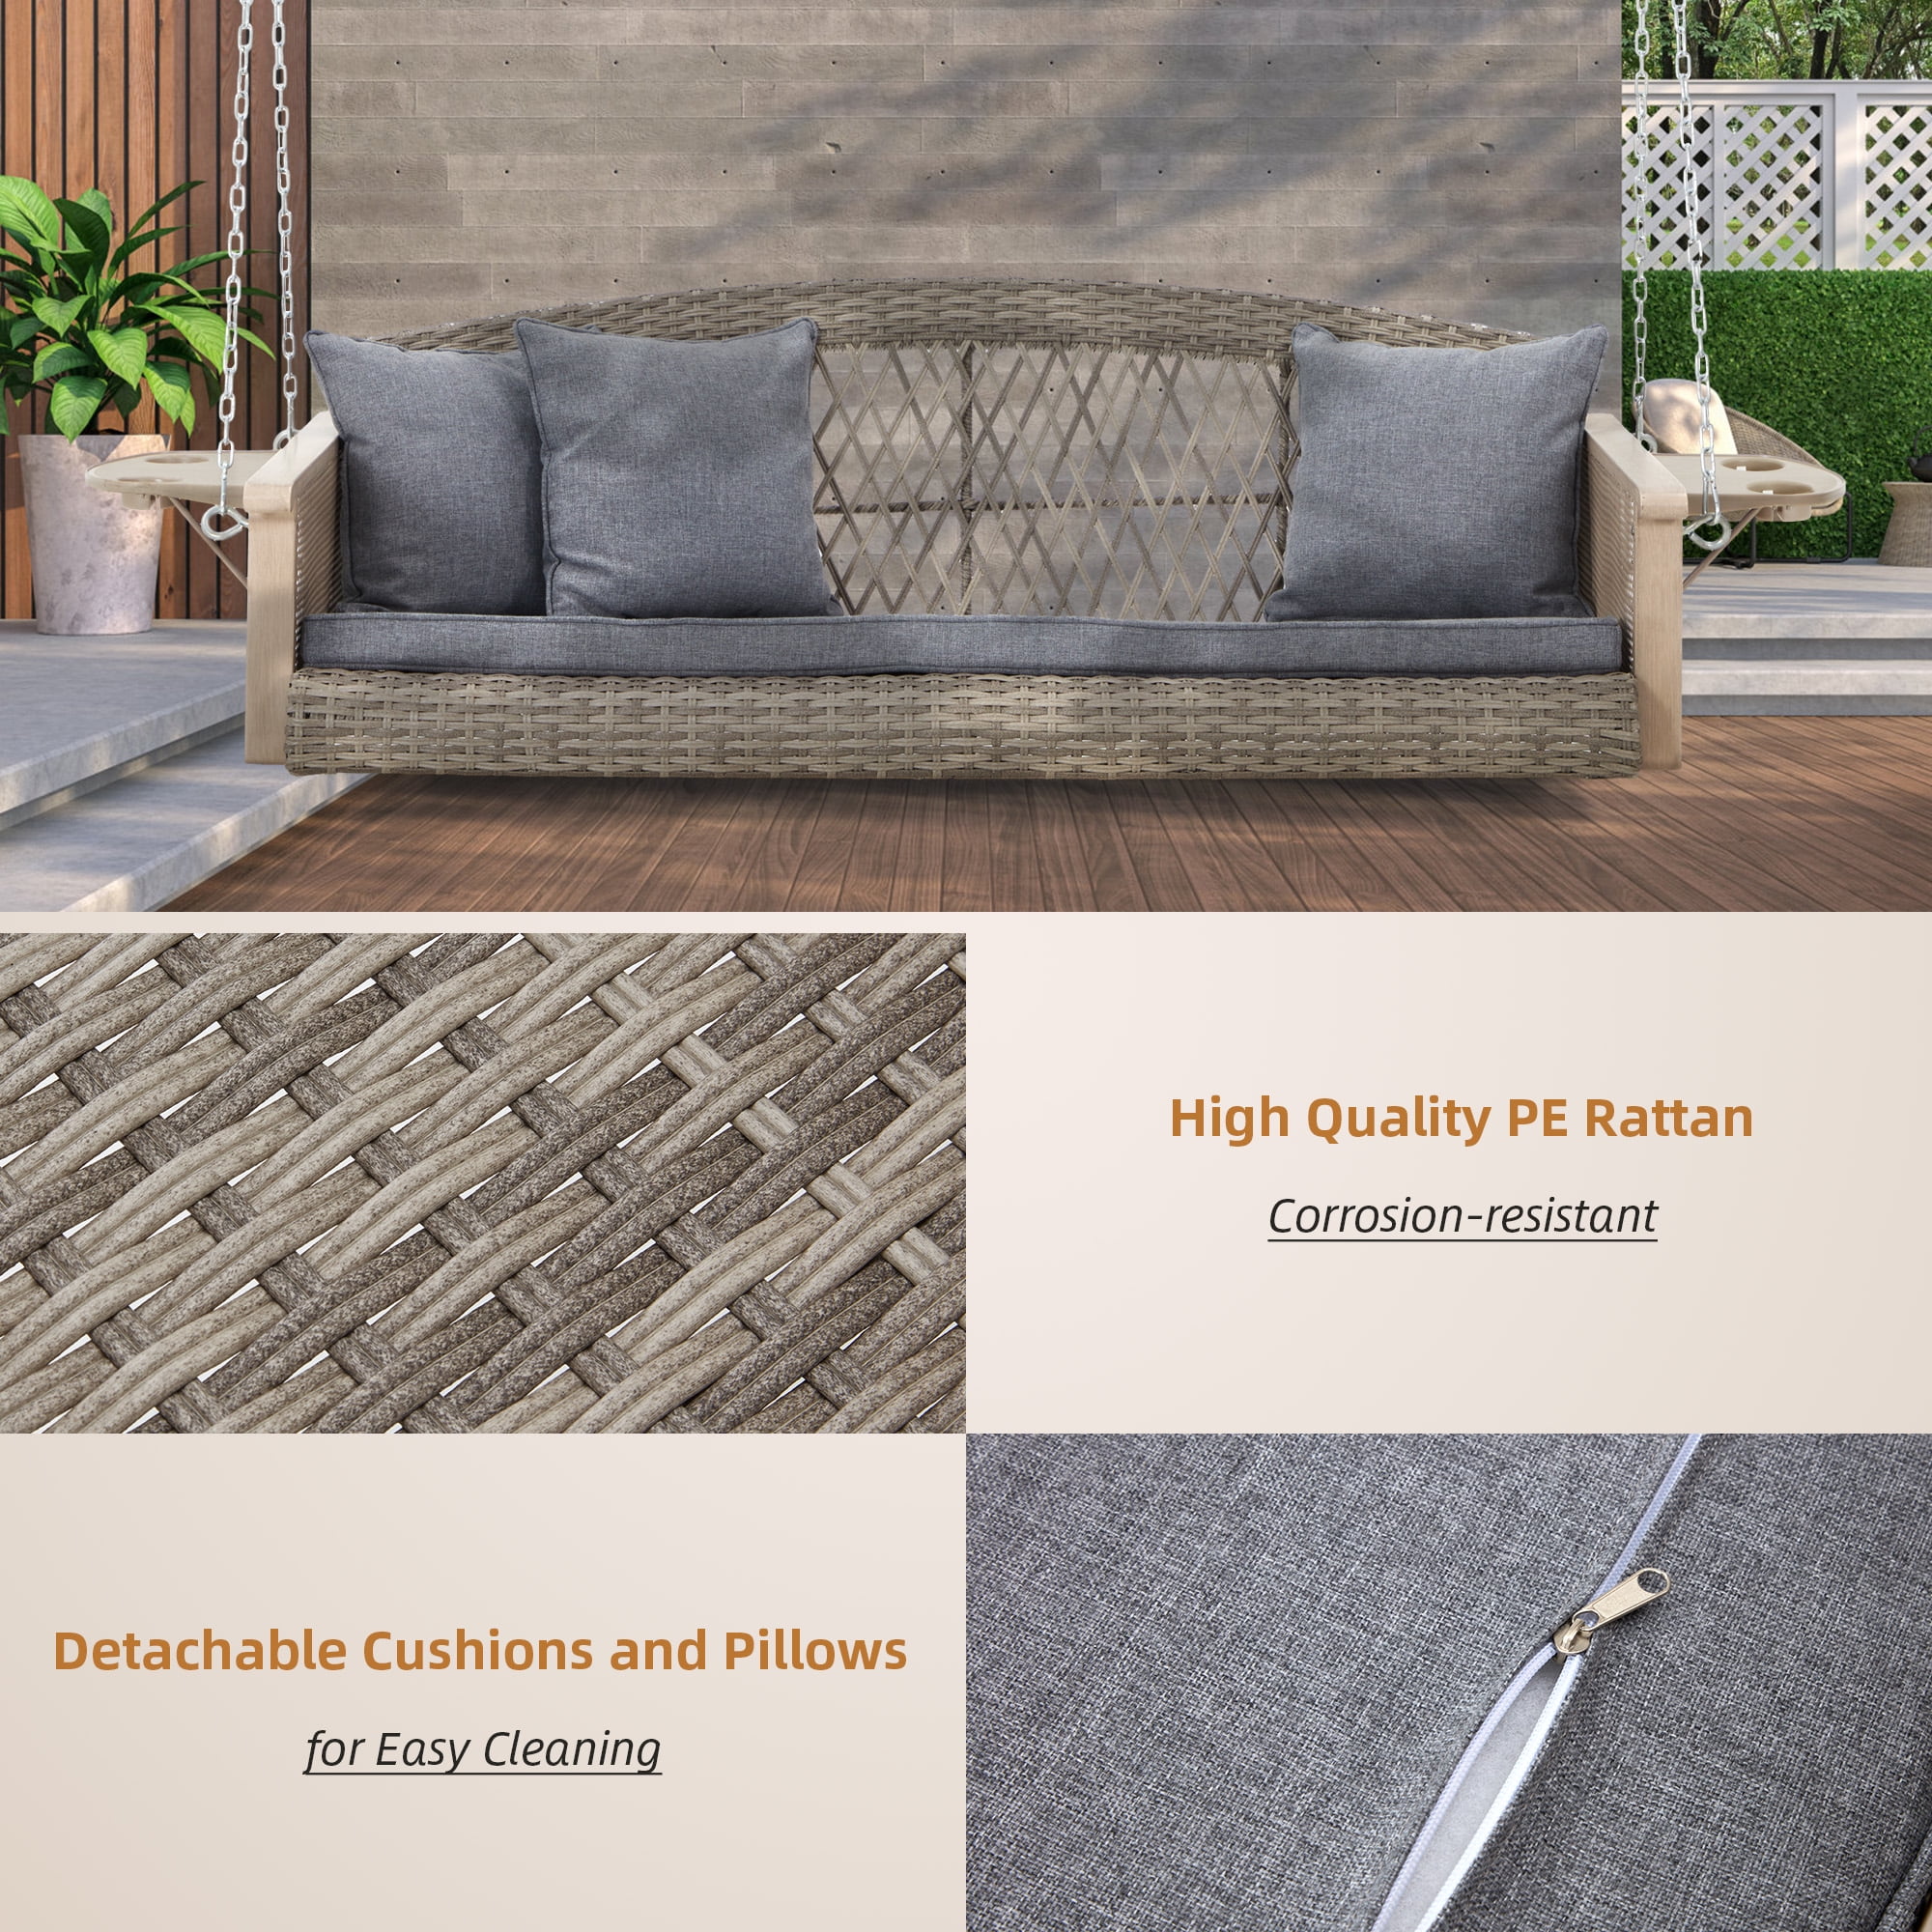 High Quality PE Rattan
Corrosion-resistant
Detachable Cushions and Pillows
for Easy Cleaning